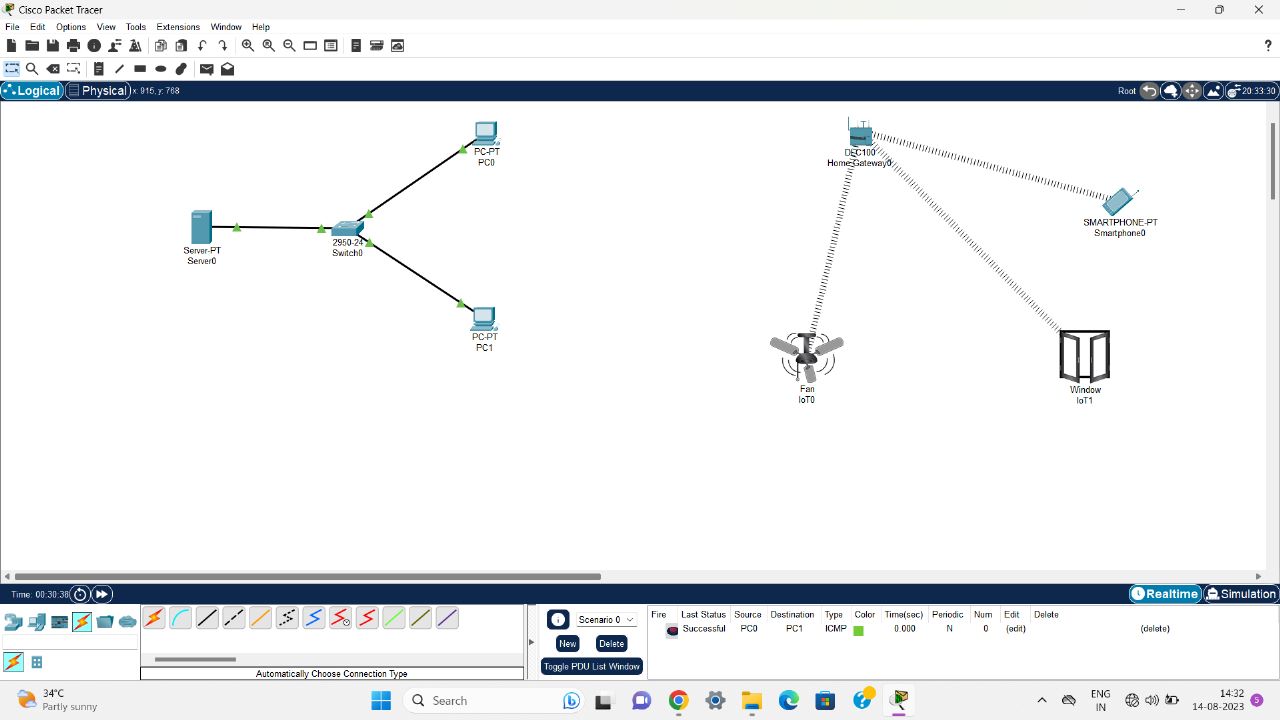 Cisco Packet Tracer
File Edit Options View Tools Extensions Window Help
?
Logical Physical x: 915, y: 768 Root 20:33:30
PC-PT
PC0
Server-PT
Server0
2950-24
Switch0
PC-PT
PC1
DLC100
Home Gateway0
SMARTPHONE-PT
Smartphone0
Fan
IoT0
Window
IoT1
Time: 00:30:38 Realtime Simulation
Scenario 0
New Delete
Toggle PDU List Window
Fire Last Status Source Destination Type Color Time(sec) Periodic Num Edit Delete
Successful PC0 PC1 ICMP 0.000 N 0 (edit) (delete)
Automatically Choose Connection Type
34°C
Partly sunny
Search
ENG
IN
14:32
14-08-2023
5